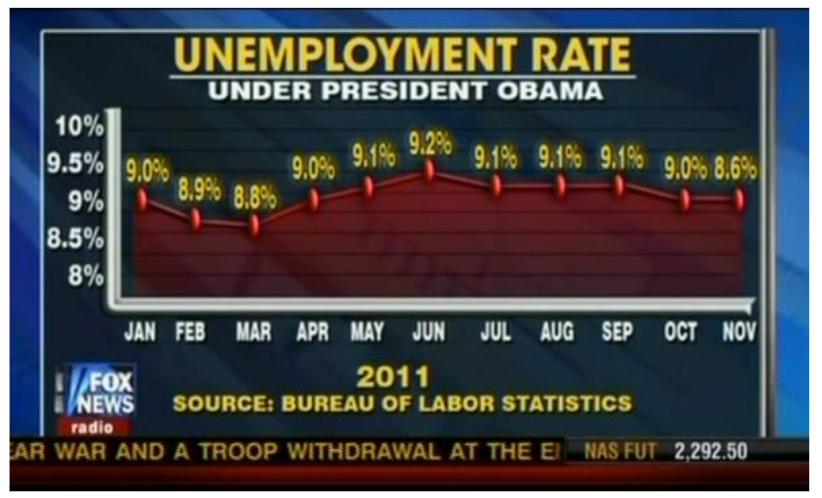 UNEMPLOYMENT RATE
UNDER PRESIDENT OBAMA
10%
9.5%
9%
8.5%
8%
9.0%
8.9%
8.8%
9.0%
9.1%
9.2%
9.1%
9.1%
9.1%
9.0%
8.6%
JAN FEB MAR APR MAY JUN JUL AUG SEP OCT NOV
2011
SOURCE: BUREAU OF LABOR STATISTICS
FOX
NEWS
radio
EAR WAR AND A TROOP WITHDRAWAL AT THE E NAS FUT 2,292.50